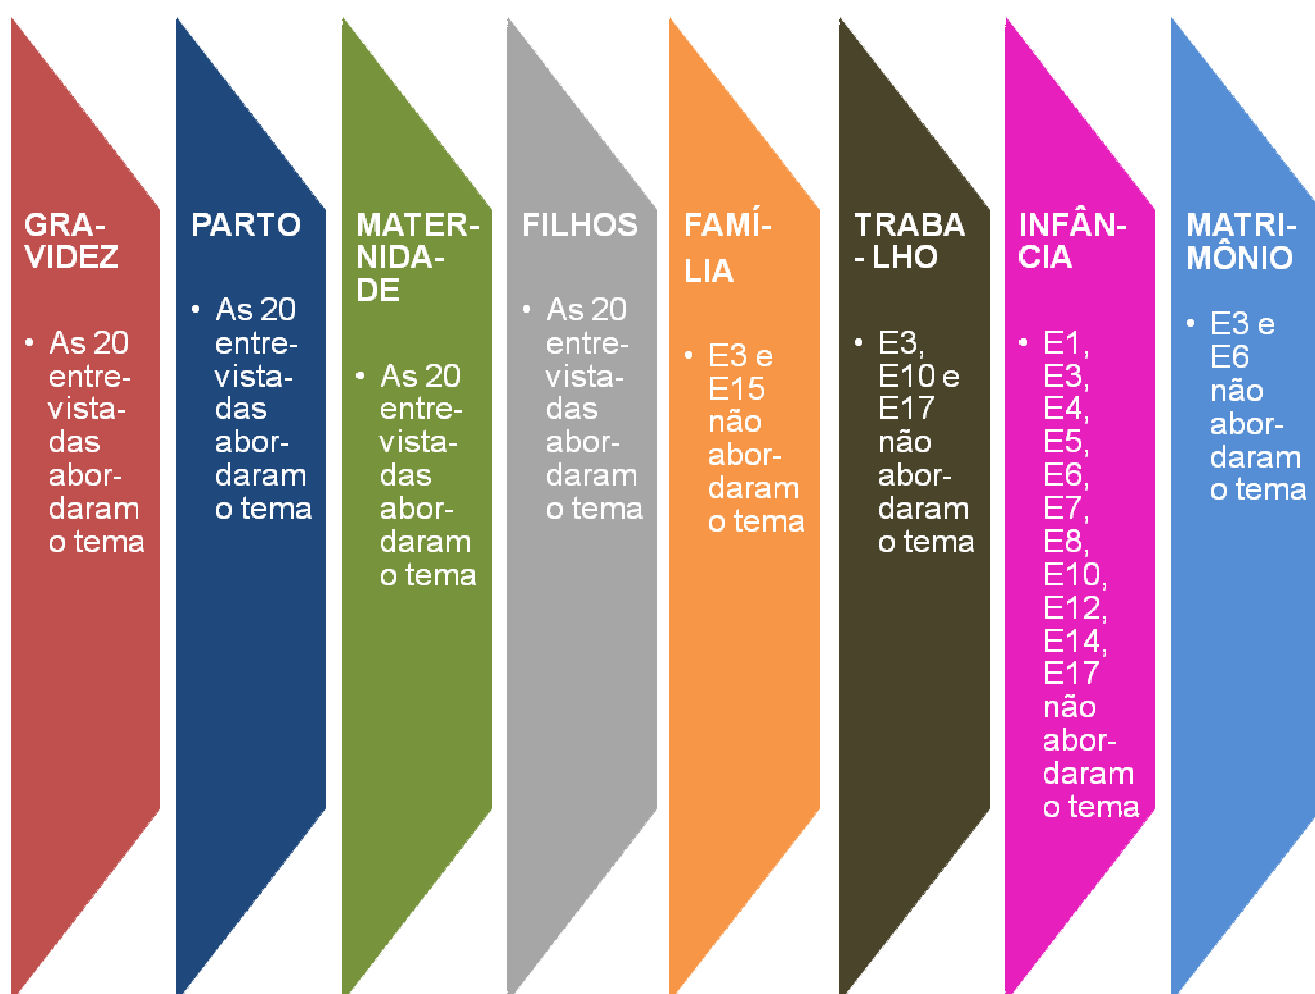 GRA-
VIDEZ
• As 20
entre-
vista-
das
abor-
daram
o tema
PARTO
• As 20
entre-
vista-
das
abor-
daram
o tema
MATER-
NIDA-
DE
• As 20
entre-
vista-
das
abor-
daram
o tema
FILHOS
• As 20
entre-
vista-
das
abor-
daram
o tema
FAMÍ-
LIA
• E3 e
E15
não
abor-
daram
o tema
TRABA
- LHO
• E3,
E10 e
E17
não
abor-
daram
o tema
INFÂN-
CIA
• E1,
E3,
E4,
E5,
E6,
E7,
E8,
E10,
E12,
E14,
E17
não
abor-
daram
o tema
MATRI-
MÔNIO
• E3 e
E6
não
abor-
daram
o tema